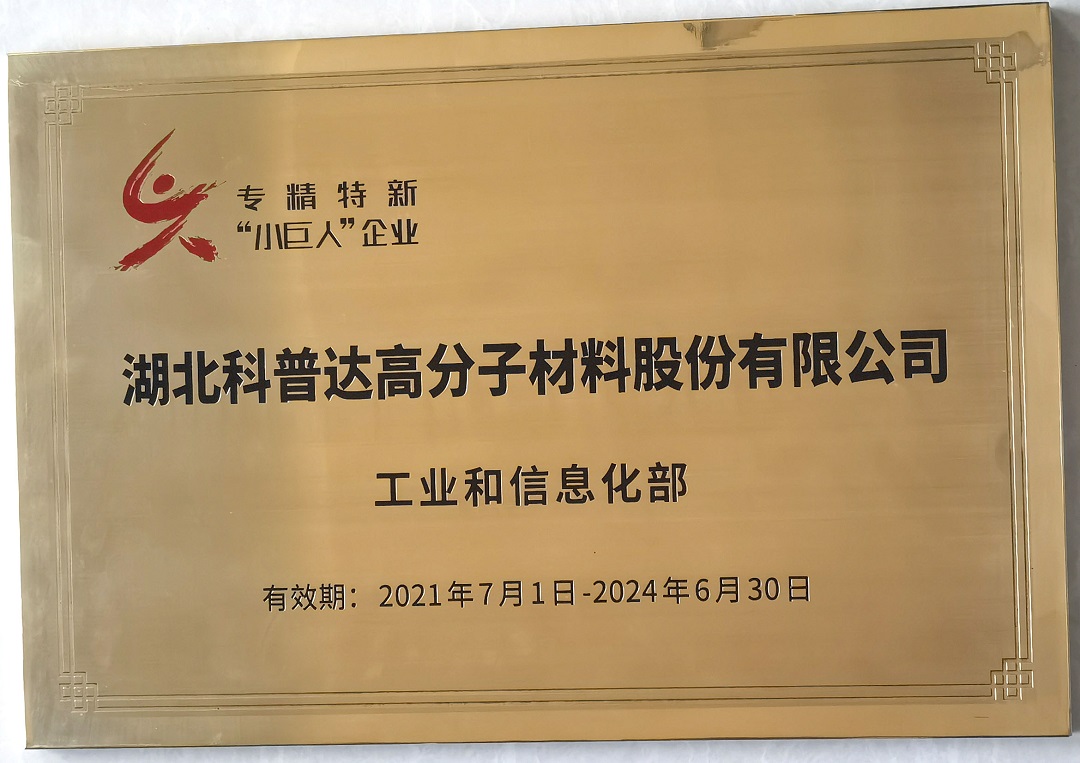 专精特新
“小巨人”企业
湖北科普达高分子材料股份有限公司
工业和信息化部
有效期：2021年7月1日-2024年6月30日